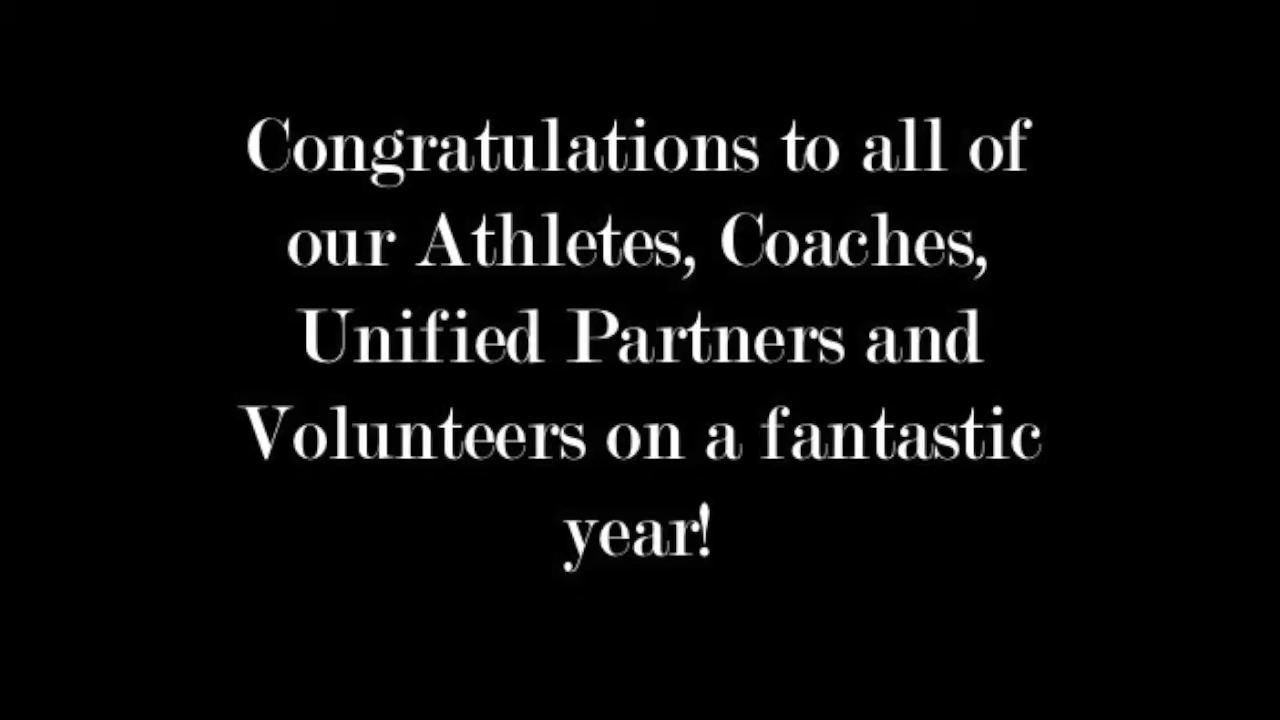 Congratulations to all of
our Athletes, Coaches,
Unified Partners and
Volunteers on a fantastic
year!